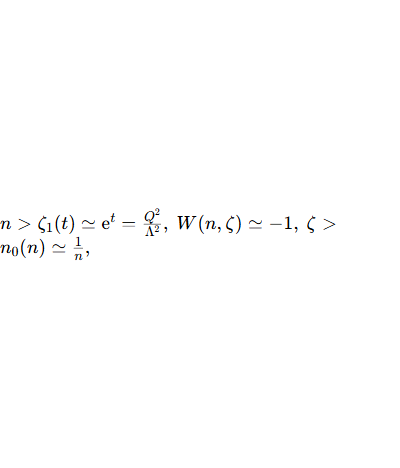 n > ζ₁(t) ≃ eᵗ = Q²/Λ², W(n, ζ) ≃ −1, ζ >
n₀(n) ≃ 1/n,